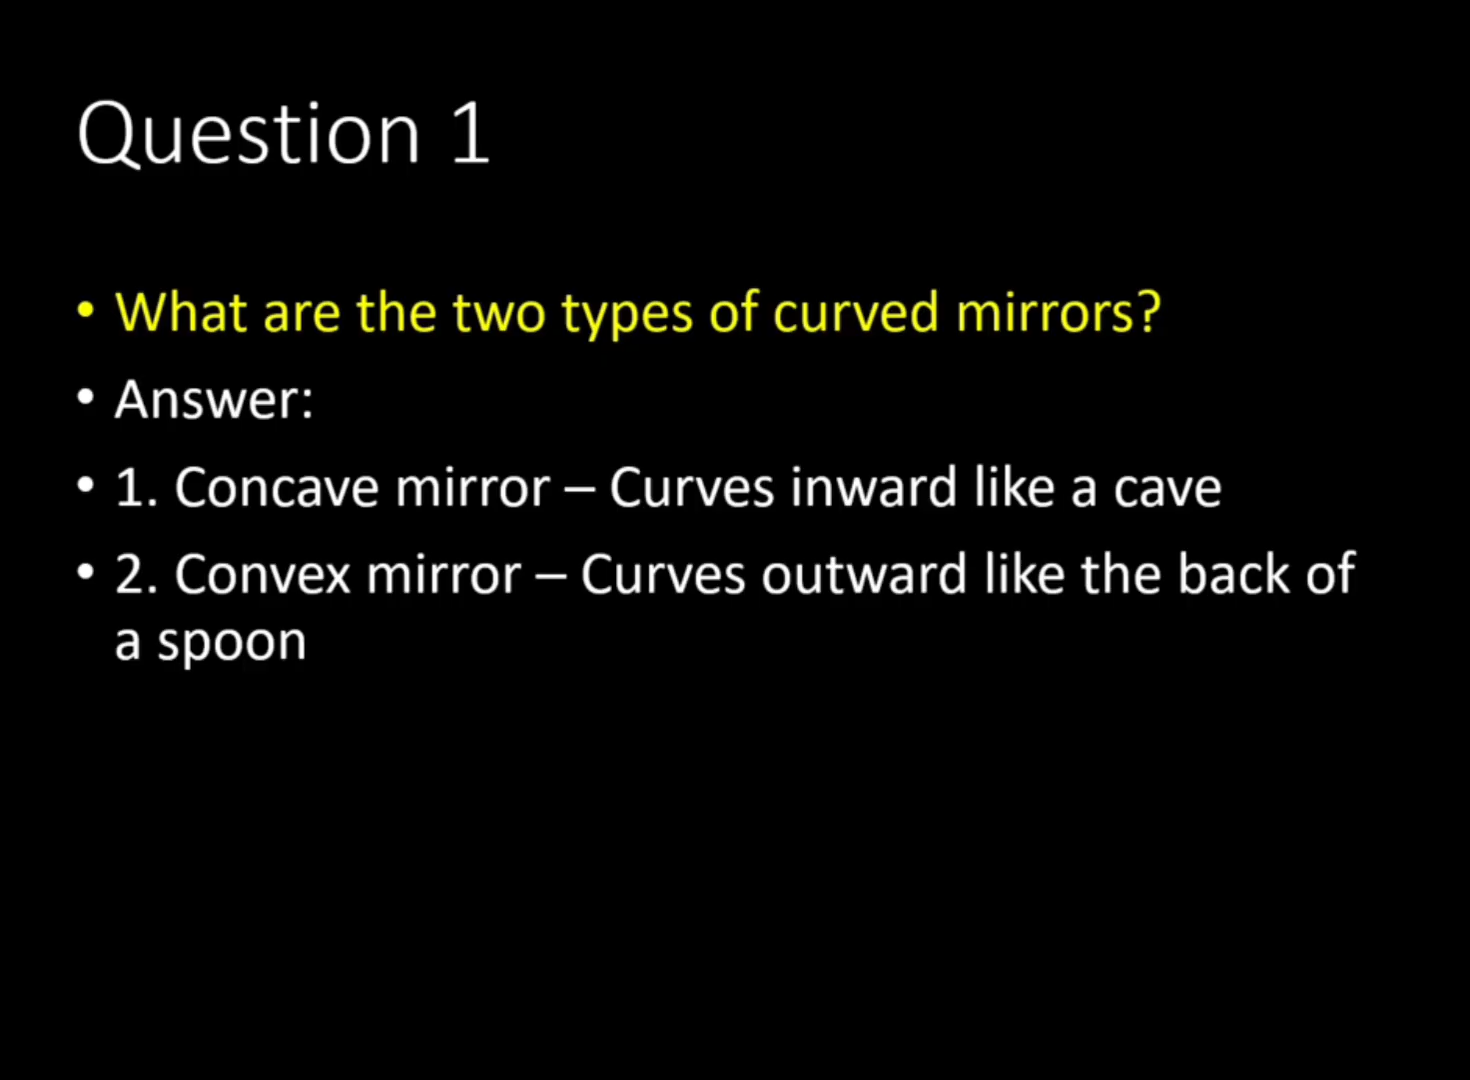 Question 1
• What are the two types of curved mirrors?
• Answer:
• 1. Concave mirror – Curves inward like a cave
• 2. Convex mirror – Curves outward like the back of
a spoon